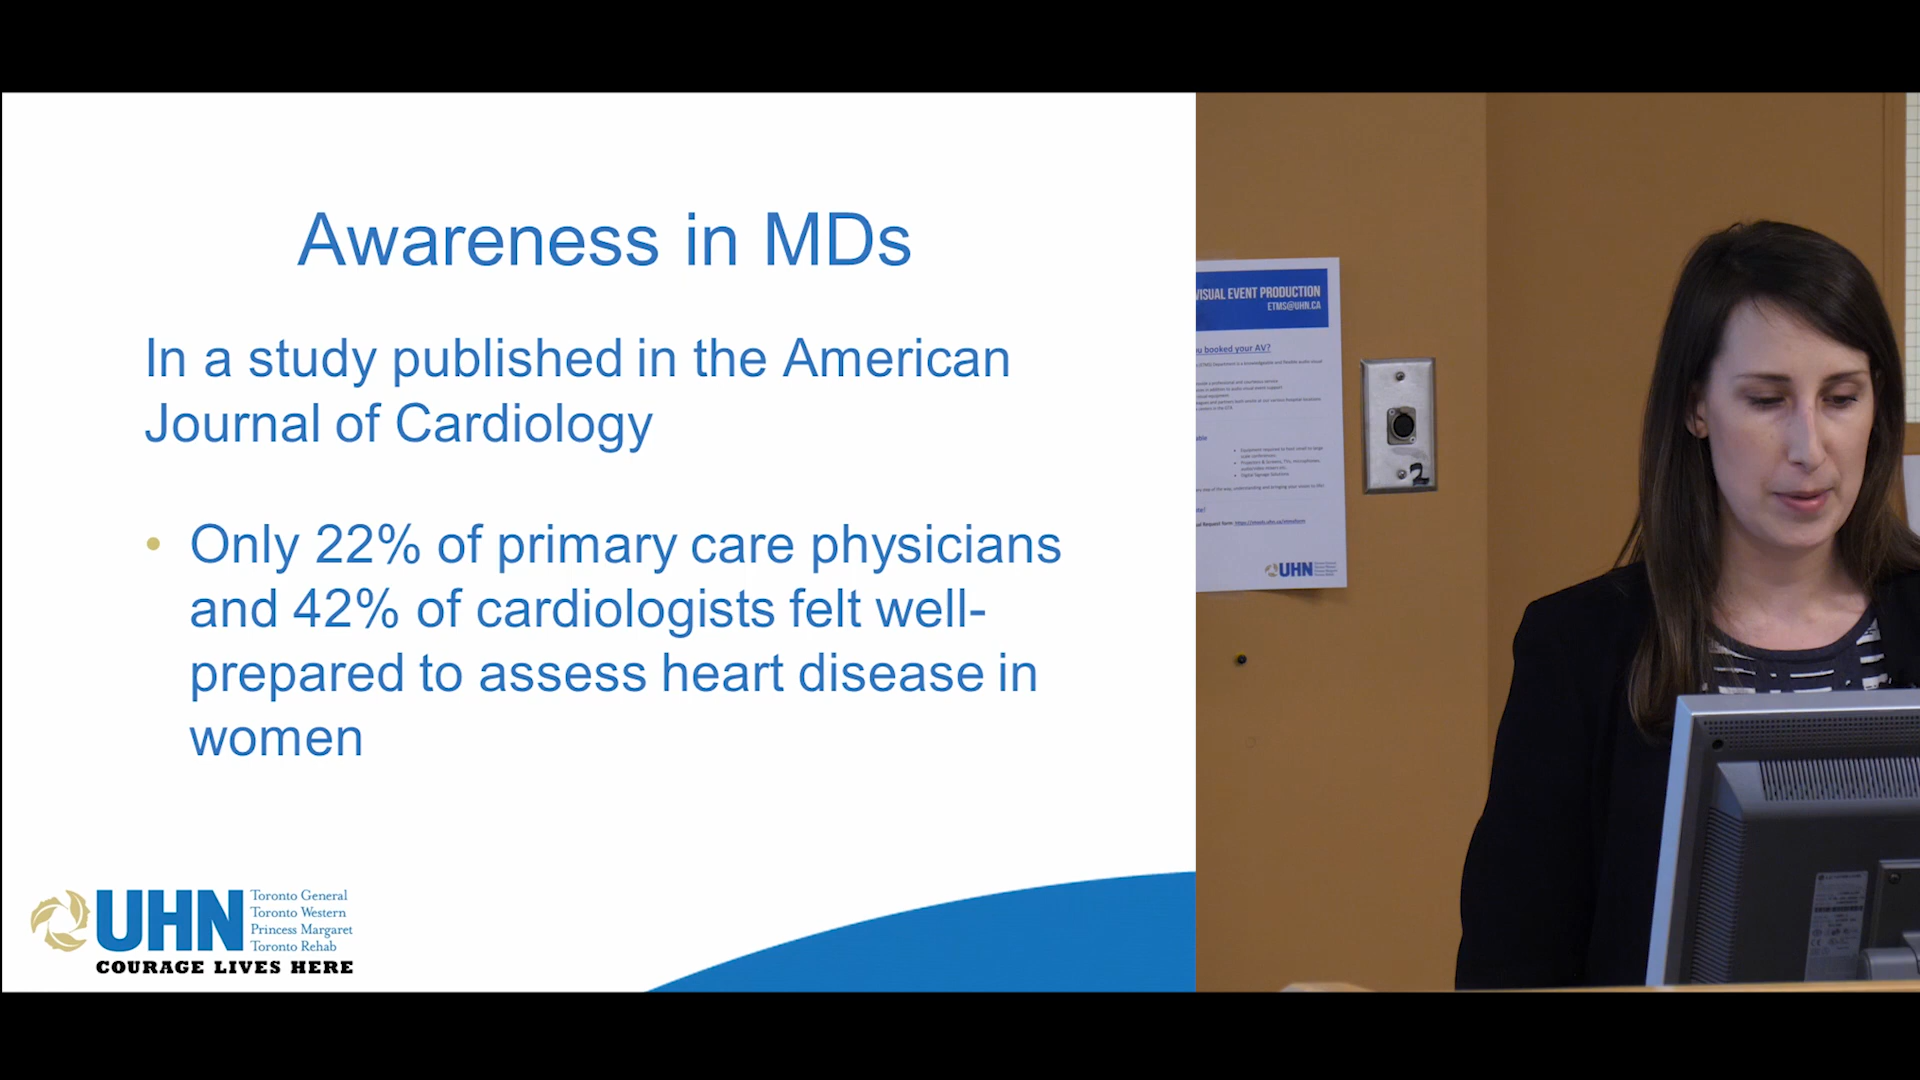 Awareness in MDs
In a study published in the American
Journal of Cardiology
• Only 22% of primary care physicians
and 42% of cardiologists felt well-
prepared to assess heart disease in
women
UHN
Toronto General
Toronto Western
Princess Margaret
Toronto Rehab
COURAGE LIVES HERE
VISUAL EVENT PRODUCTION
ETMS@UHN.CA
booked your AV?
UHN
2